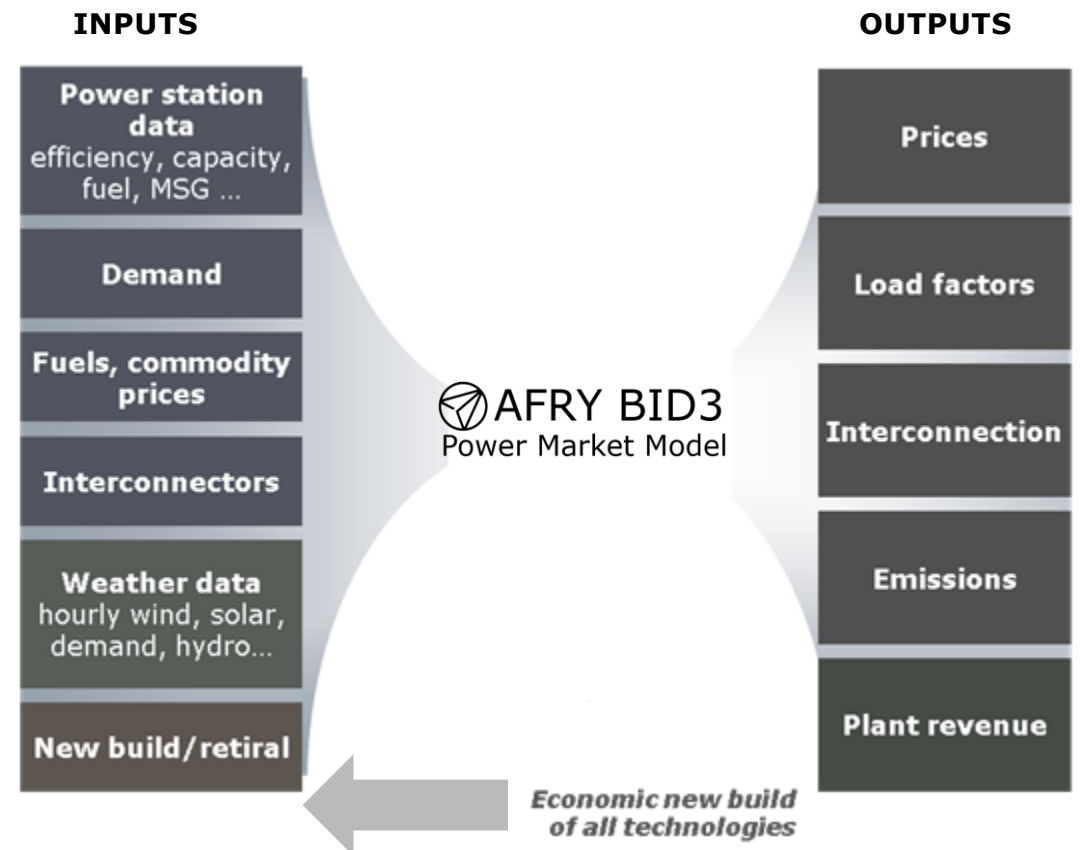 INPUTS
Power station
data
efficiency, capacity,
fuel, MSG ...
Demand
Fuels, commodity
prices
Interconnectors
Weather data
hourly wind, solar,
demand, hydro...
New build/retiral
AFRY BID3
Power Market Model
Economic new build
of all technologies
OUTPUTS
Prices
Load factors
Interconnection
Emissions
Plant revenue